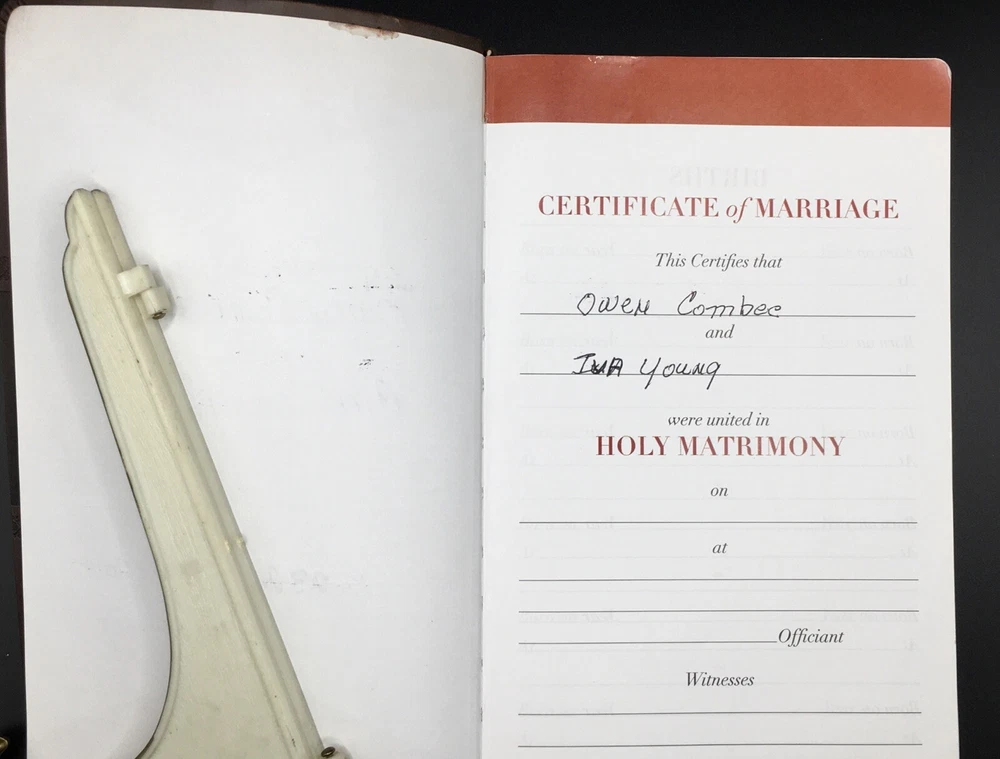 CERTIFICATE of MARRIAGE
This Certifies that
Owen Combee
and
INA Young
were united in
HOLY MATRIMONY
on
at
Officiant
Witnesses